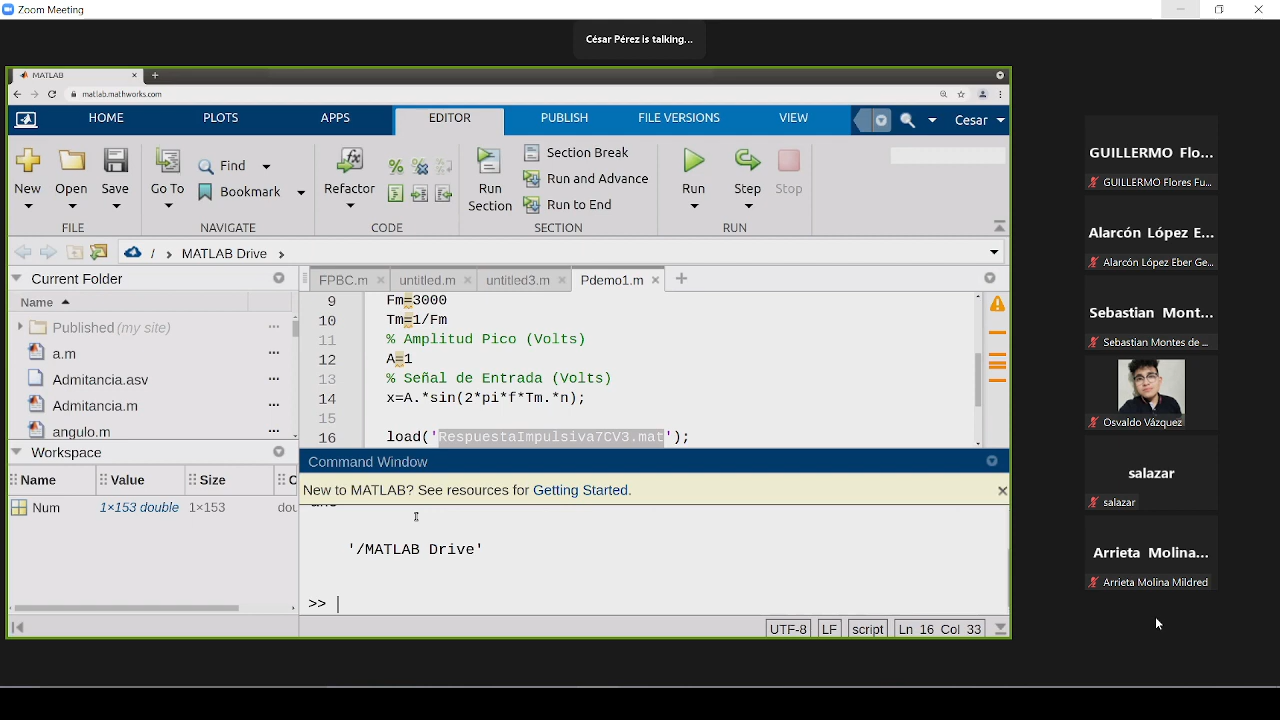 Zoom Meeting
César Pérez is talking...
MATLAB
matlab.mathworks.com
HOME
PLOTS
APPS
EDITOR
PUBLISH
FILE VERSIONS
VIEW
Cesar
New
Open
Save
FILE
Go To
Find
Bookmark
NAVIGATE
Refactor
CODE
Run
Section
Section Break
Run and Advance
Run to End
SECTION
Run
Step
Stop
RUN
/ › MATLAB Drive ›
Current Folder
Name
Published (my site)
a.m
Admitancia.asv
Admitancia.m
angulo.m
Workspace
Name Value Size
Num 1×153 double 1×153 dou
FPBC.m
untitled.m
untitled3.m
Pdemo1.m
9 Fm=3000
10 Tm=1/Fm
11 % Amplitud Pico (Volts)
12 A=1
13 % Señal de Entrada (Volts)
14 x=A.*sin(2*pi*f*Tm.*n);
15
16 load('RespuestaImpulsiva7CV3.mat');
Command Window
New to MATLAB? See resources for Getting Started.
'/MATLAB Drive'
>>
UTF-8 LF script Ln 16 Col 33
GUILLERMO Flo...
GUILLERMO Flores Fu...
Alarcón López E...
Alarcón López Eber Ge...
Sebastian Mont...
Sebastian Montes de ...
Osvaldo Vázquez
salazar
salazar
Arrieta Molina...
Arrieta Molina Mildred